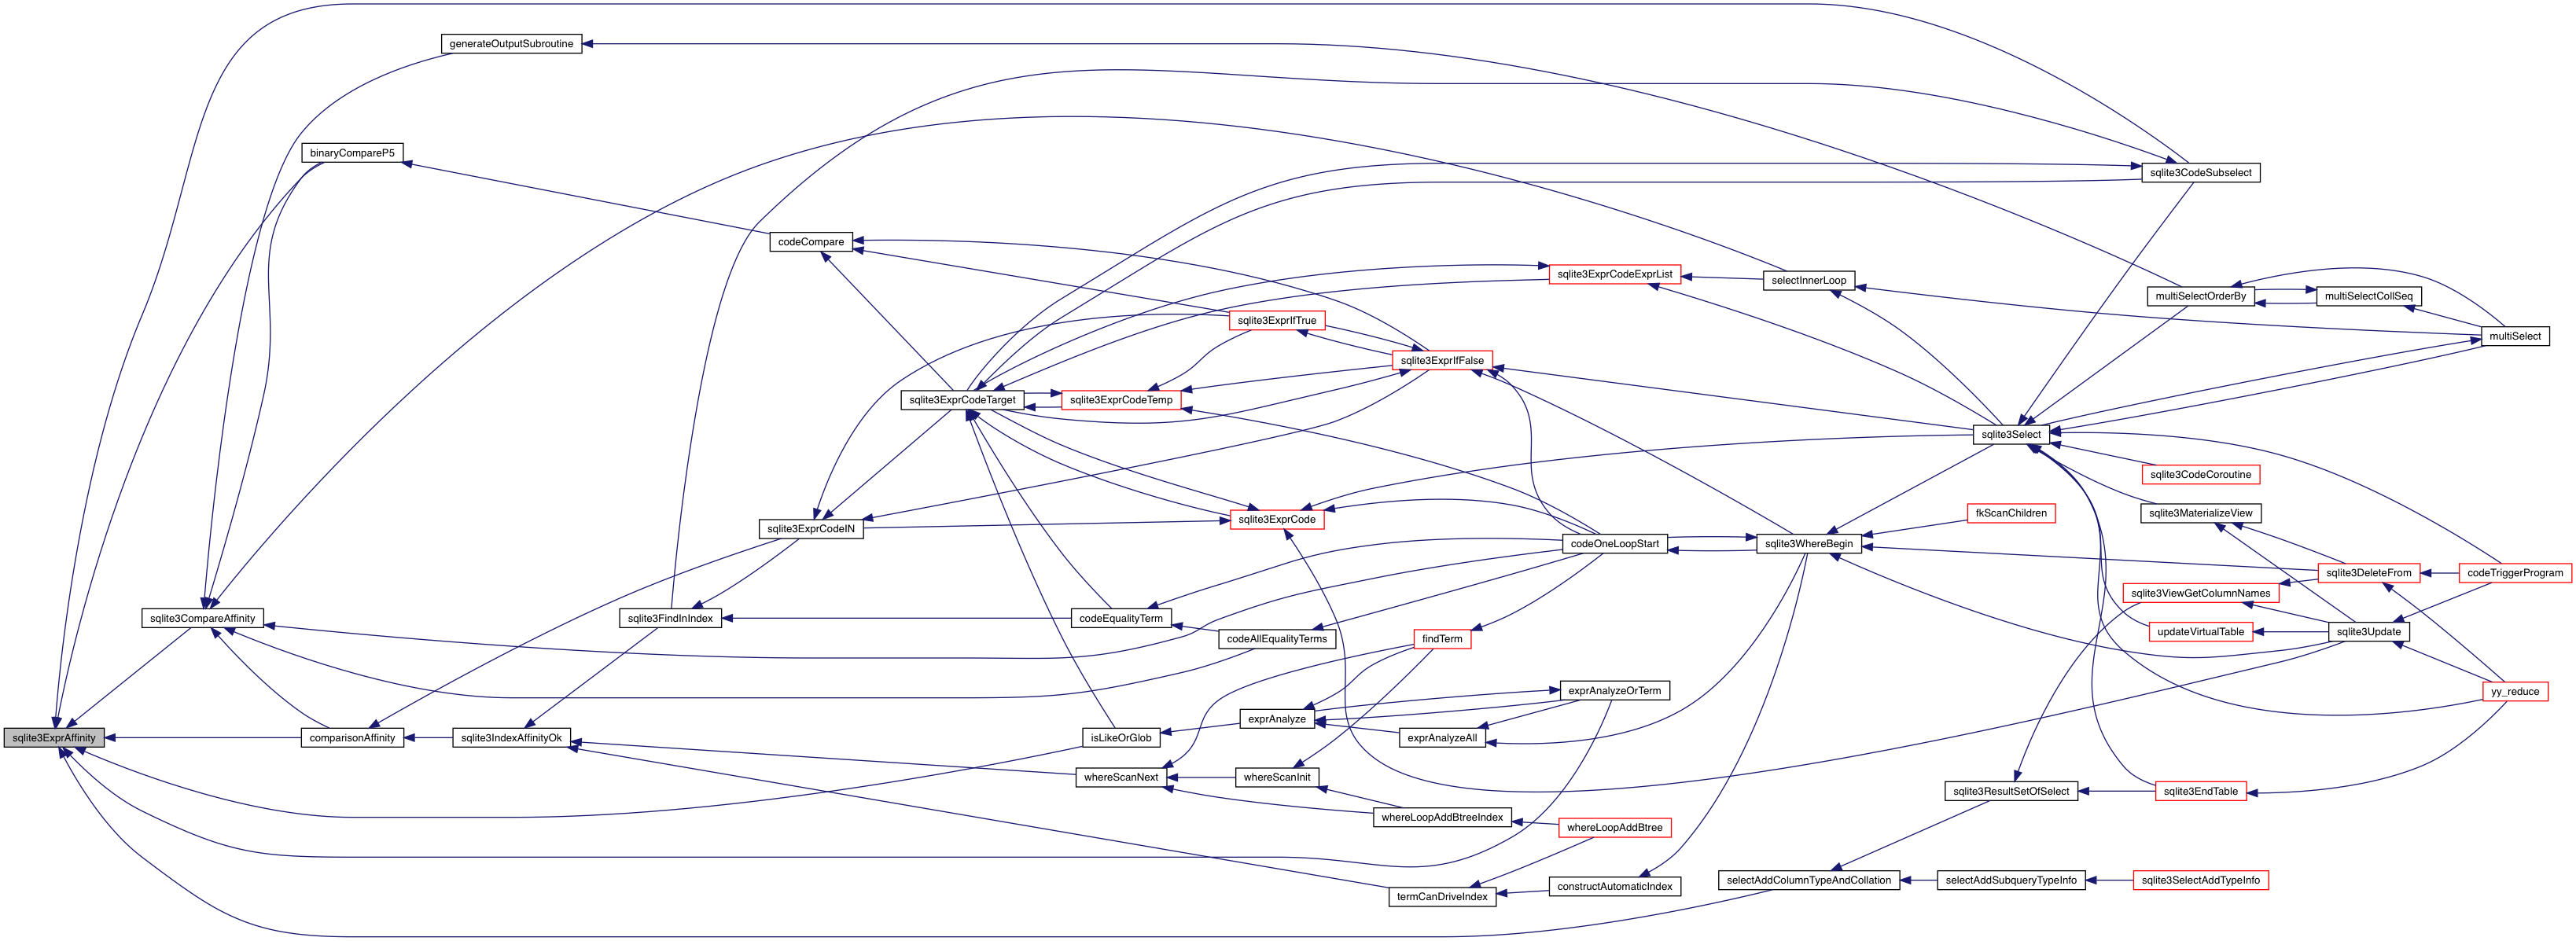 generateOutputSubroutine
binaryCompareP5
sqlite3CodeSubselect
codeCompare
sqlite3ExprCodeExprList
selectInnerLoop
multiSelectOrderBy
multiSelectCollSeq
sqlite3ExprIfTrue
multiSelect
sqlite3ExprIfFalse
sqlite3ExprCodeTarget
sqlite3ExprCodeTemp
sqlite3Select
sqlite3CodeCoroutine
sqlite3ExprCodeIN
sqlite3ExprCode
fkScanChildren
sqlite3MaterializeView
codeOneLoopStart
sqlite3WhereBegin
sqlite3DeleteFrom
codeTriggerProgram
sqlite3ViewGetColumnNames
sqlite3CompareAffinity
sqlite3FindInIndex
codeEqualityTerm
codeAllEqualityTerms
findTerm
updateVirtualTable
sqlite3Update
exprAnalyzeOrTerm
yy_reduce
exprAnalyze
sqlite3ExprAffinity
comparisonAffinity
sqlite3IndexAffinityOk
isLikeOrGlob
exprAnalyzeAll
whereScanNext
whereScanInit
sqlite3ResultSetOfSelect
sqlite3EndTable
whereLoopAddBtreeIndex
whereLoopAddBtree
termCanDriveIndex
constructAutomaticIndex
selectAddColumnTypeAndCollation
selectAddSubqueryTypeInfo
sqlite3SelectAddTypeInfo